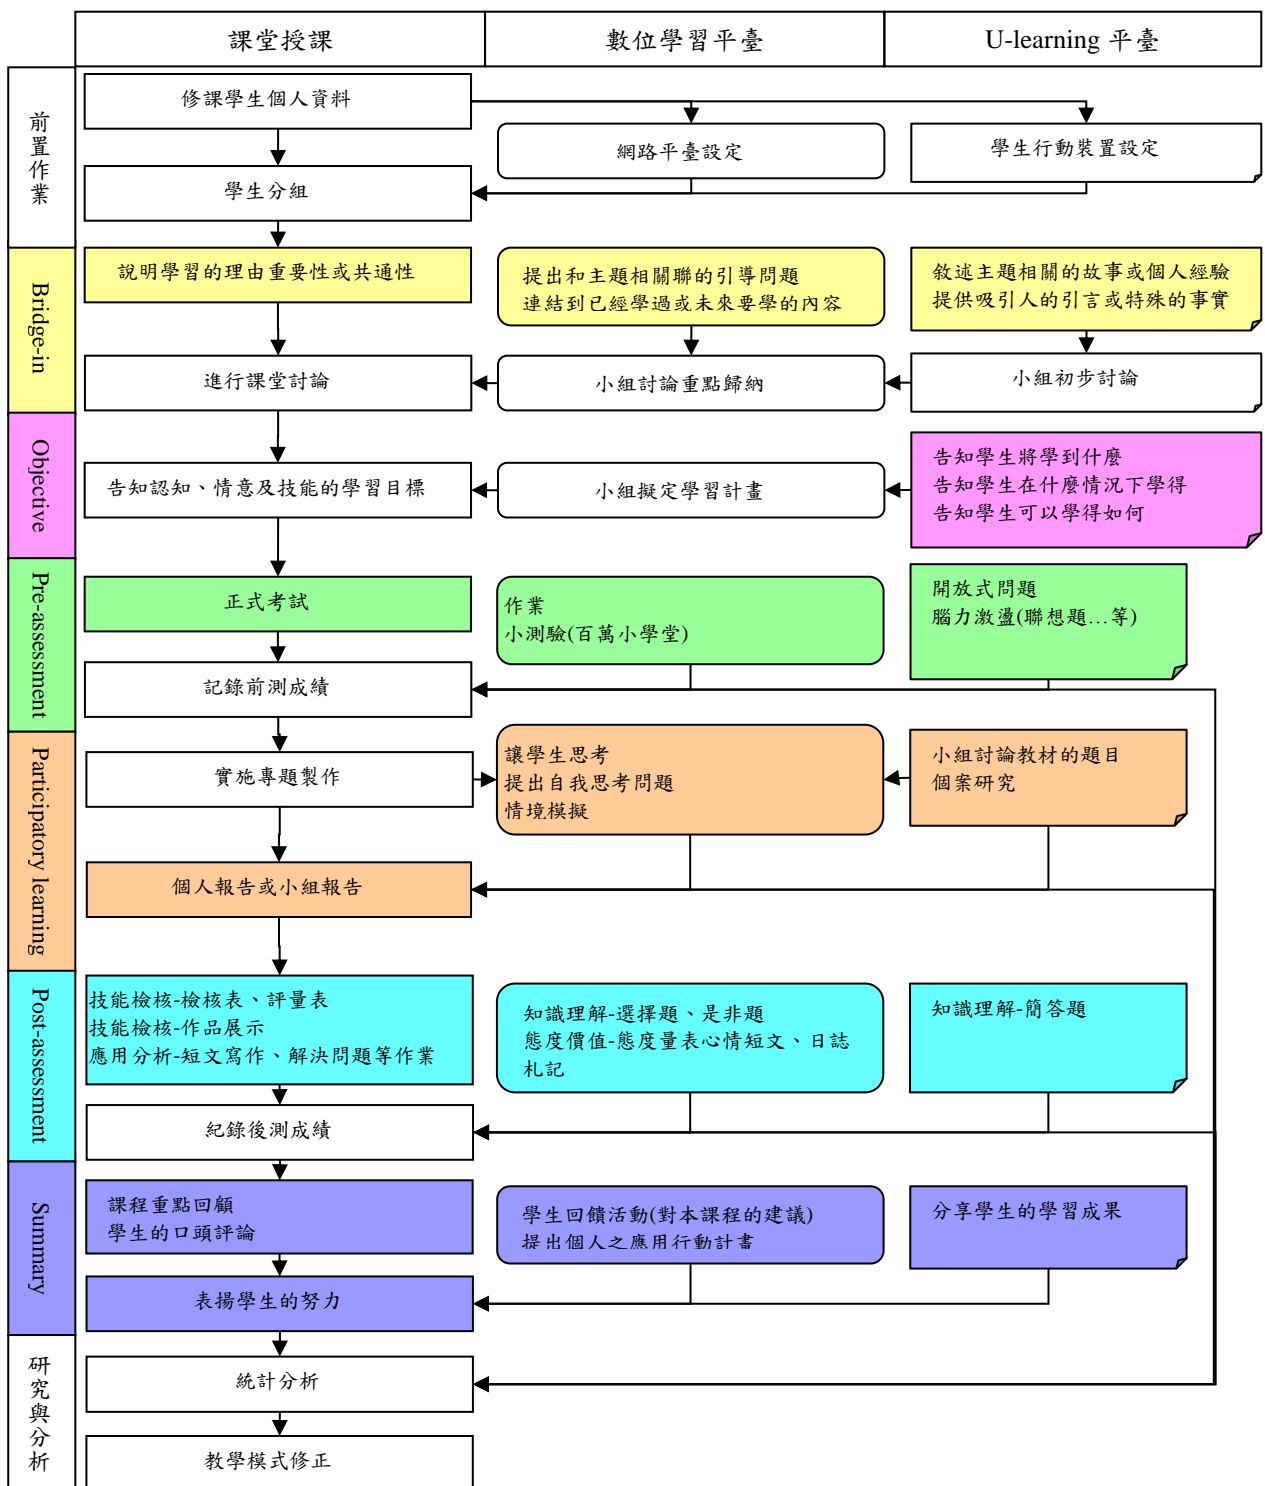 課堂授課
數位學習平臺
U-learning 平臺
前置作業
修課學生個人資料
網路平臺設定
學生行動裝置設定
學生分組
Bridge-in
說明學習的理由重要性或共通性
提出和主題相關聯的引導問題
連結到已經學過或未來要學的內容
敘述主題相關的故事或個人經驗
提供吸引人的引言或特殊的事實
進行課堂討論
小組討論重點歸納
小組初步討論
Objective
告知認知、情意及技能的學習目標
小組擬定學習計畫
告知學生將學到什麼
告知學生在什麼情況下學得
告知學生可以學得如何
Pre-assessment
正式考試
作業
小測驗(百萬小學堂)
開放式問題
腦力激盪(聯想題…等)
記錄前測成績
Participatory learning
實施專題製作
讓學生思考
提出自我思考問題
情境模擬
小組討論教材的題目
個案研究
個人報告或小組報告
Post-assessment
技能檢核-檢核表、評量表
技能檢核-作品展示
應用分析-短文寫作、解決問題等作業
知識理解-選擇題、是非題
態度價值-態度量表心情短文、日誌
札記
知識理解-簡答題
紀錄後測成績
Summary
課程重點回顧
學生的口頭評論
學生回饋活動(對本課程的建議)
提出個人之應用行動計畫
分享學生的學習成果
表揚學生的努力
研究與分析
統計分析
教學模式修正